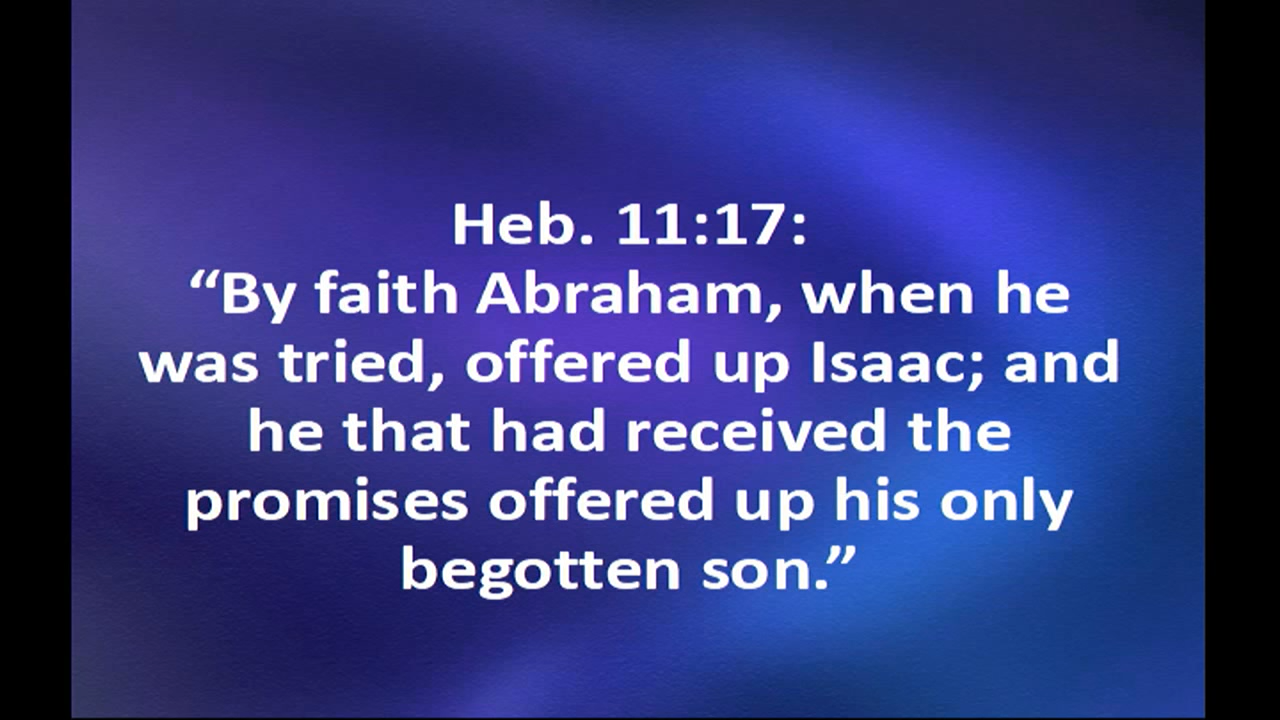 Heb. 11:17:
“By faith Abraham, when he
was tried, offered up Isaac; and
he that had received the
promises offered up his only
begotten son.”